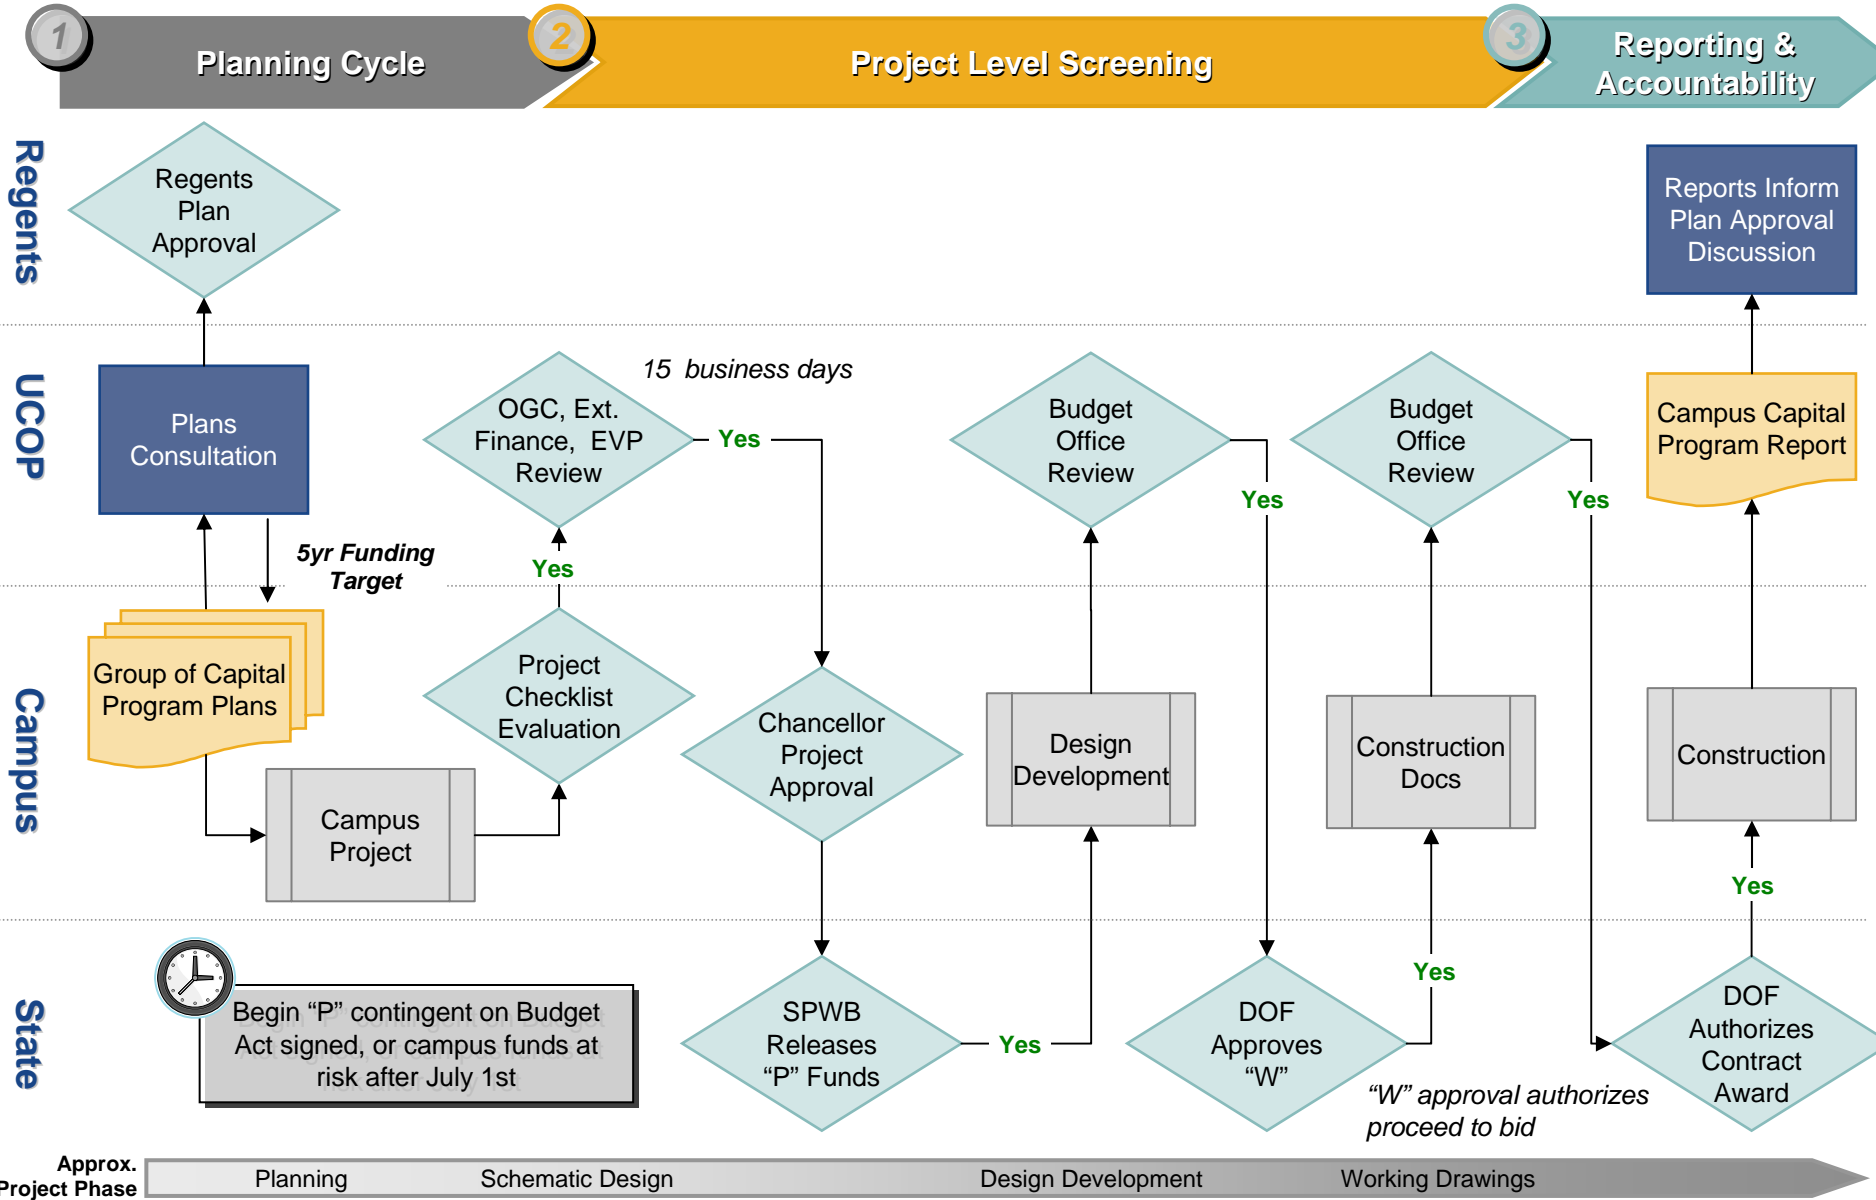 1
Planning Cycle
2
Project Level Screening
3
Reporting &
Accountability
Regents
Regents
Plan
Approval
Reports Inform
Plan Approval
Discussion
UCOP
Plans
Consultation
5yr Funding
Target
OGC, Ext.
Finance, EVP
Review
15 business days
Yes
Yes
Budget
Office
Review
Yes
Budget
Office
Review
Yes
Campus Capital
Program Report
Campus
Group of Capital
Program Plans
Campus
Project
Project
Checklist
Evaluation
Chancellor
Project
Approval
Design
Development
Construction
Docs
Construction
Yes
State
Begin “P” contingent on Budget
Act signed, or campus funds at
risk after July 1st
SPWB
Releases
“P” Funds
Yes
DOF
Approves
“W”
Yes
“W” approval authorizes
proceed to bid
DOF
Authorizes
Contract
Award
Approx.
Project Phase
Planning
Schematic Design
Design Development
Working Drawings